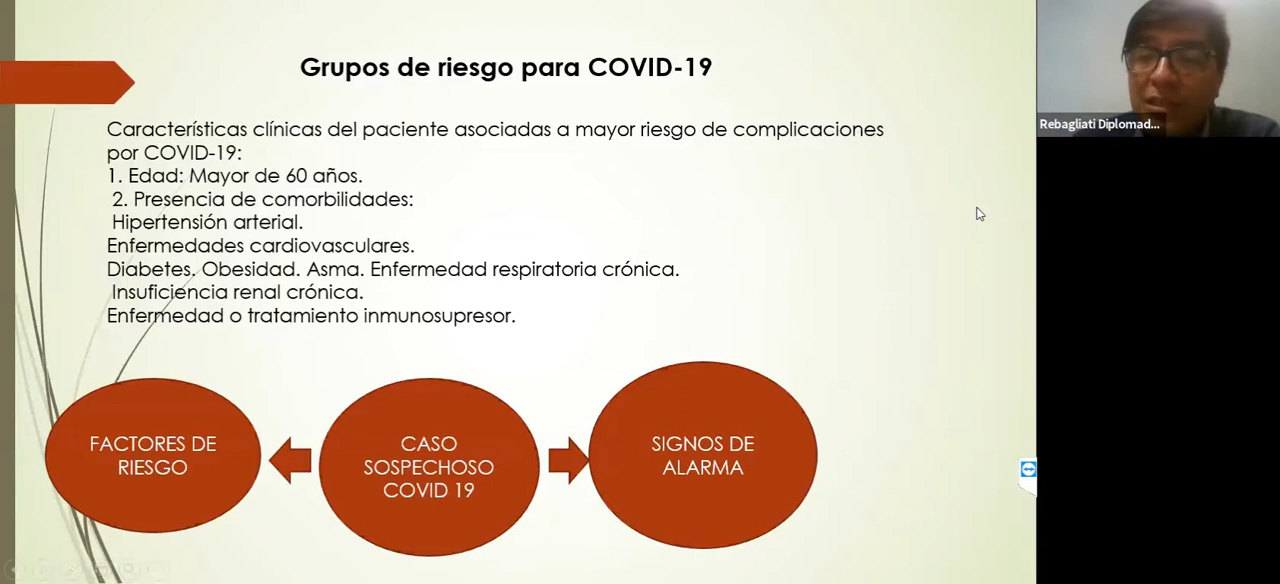 Grupos de riesgo para COVID-19
Características clínicas del paciente asociadas a mayor riesgo de complicaciones
por COVID-19:
1. Edad: Mayor de 60 años.
2. Presencia de comorbilidades:
Hipertensión arterial.
Enfermedades cardiovasculares.
Diabetes. Obesidad. Asma. Enfermedad respiratoria crónica.
Insuficiencia renal crónica.
Enfermedad o tratamiento inmunosupresor.
FACTORES DE
RIESGO
CASO
SOSPECHOSO
COVID 19
SIGNOS DE
ALARMA
Rebagliati Diplomad...